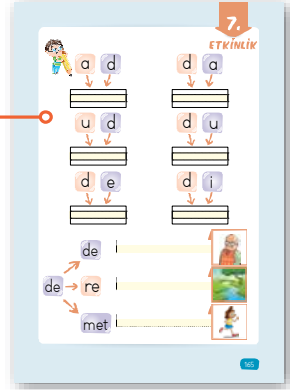 7.
ETKİNLİK
a d d a
u d d u
d e d i
de
de re
met
165